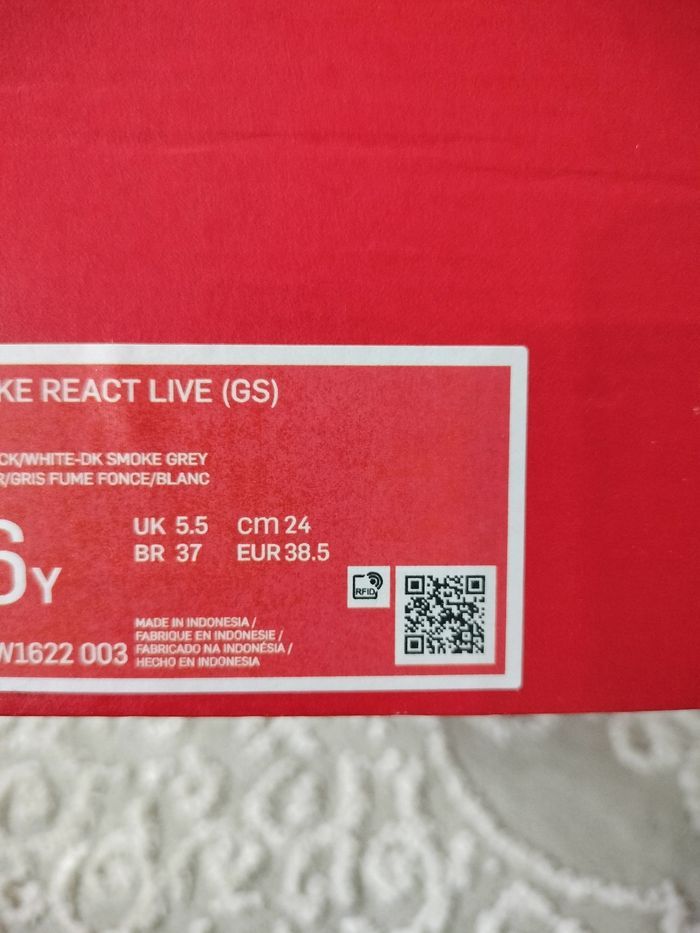 KE REACT LIVE (GS)
CK/WHITE-DK SMOKE GREY
R/GRIS FUME FONCE/BLANC
6Y
UK 5.5 cm 24
BR 37 EUR 38.5
RFID
W1622 003
MADE IN INDONESIA /
FABRIQUE EN INDONESIE /
FABRICADO NA INDONÉSIA /
HECHO EN INDONESIA